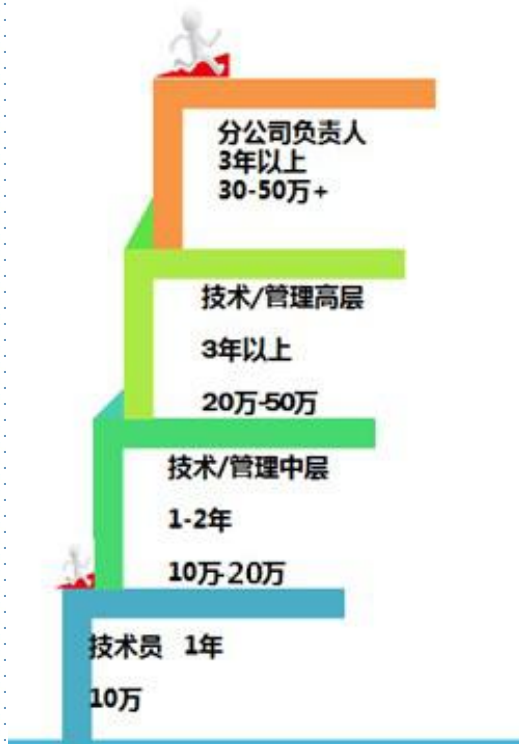 分公司负责人
3年以上
30-50万+
技术/管理高层
3年以上
20万-50万
技术/管理中层
1-2年
10万-20万
技术员 1年
10万